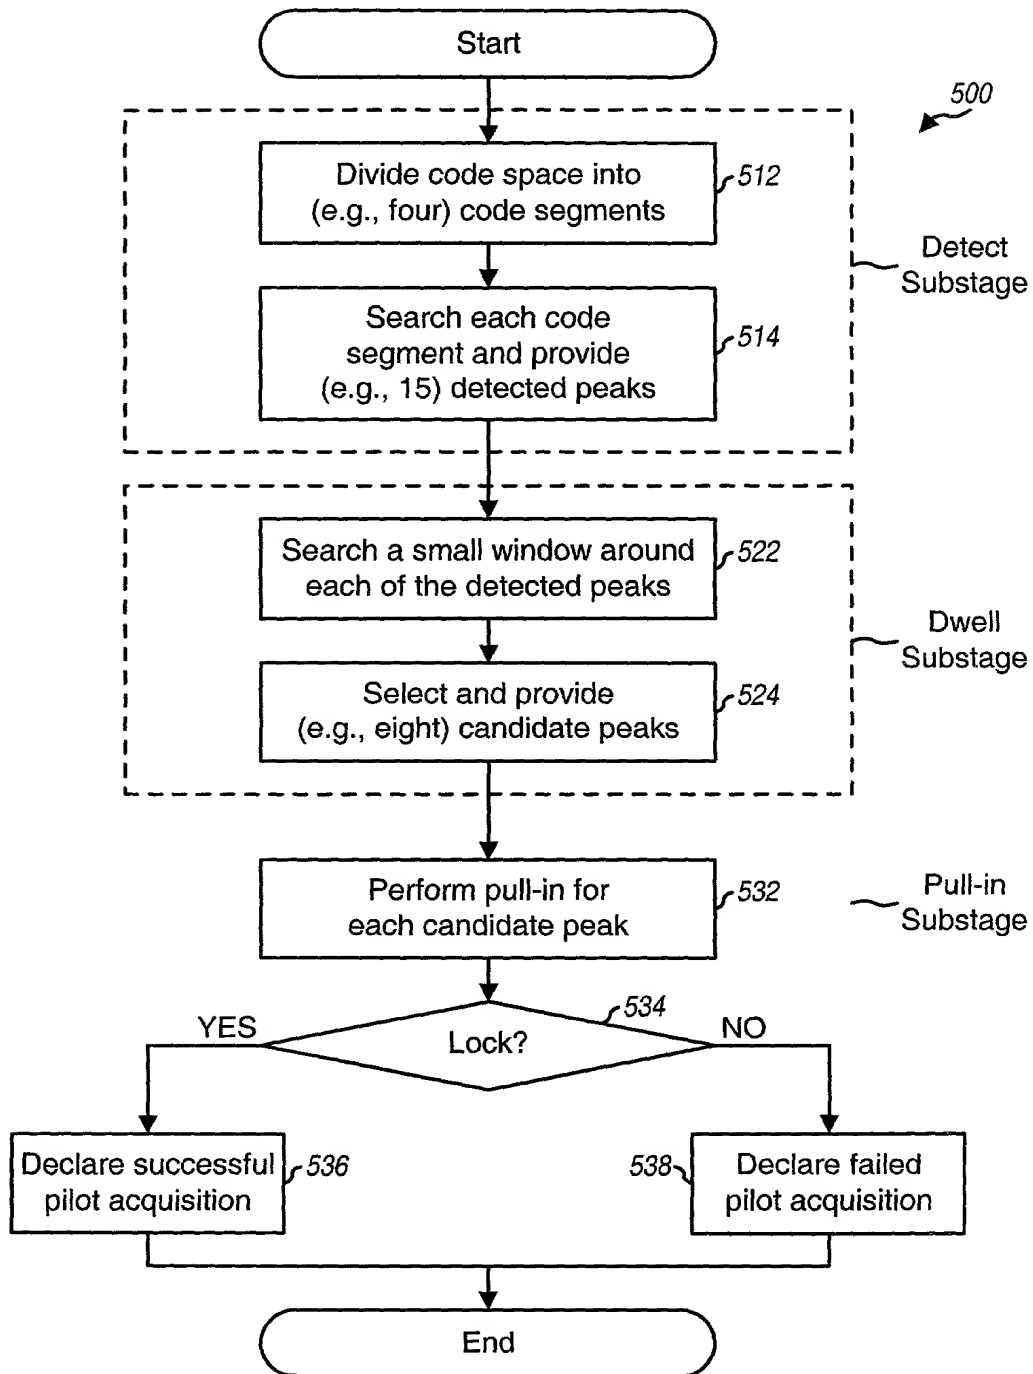 Start
500
Divide code space into
(e.g., four) code segments
512
Detect
Substage
Search each code
segment and provide
(e.g., 15) detected peaks
514
Search a small window around
each of the detected peaks
522
Dwell
Substage
Select and provide
(e.g., eight) candidate peaks
524
Perform pull-in for
each candidate peak
532
Pull-in
Substage
534
YES
Lock?
NO
Declare successful
pilot acquisition
536
538
Declare failed
pilot acquisition
End